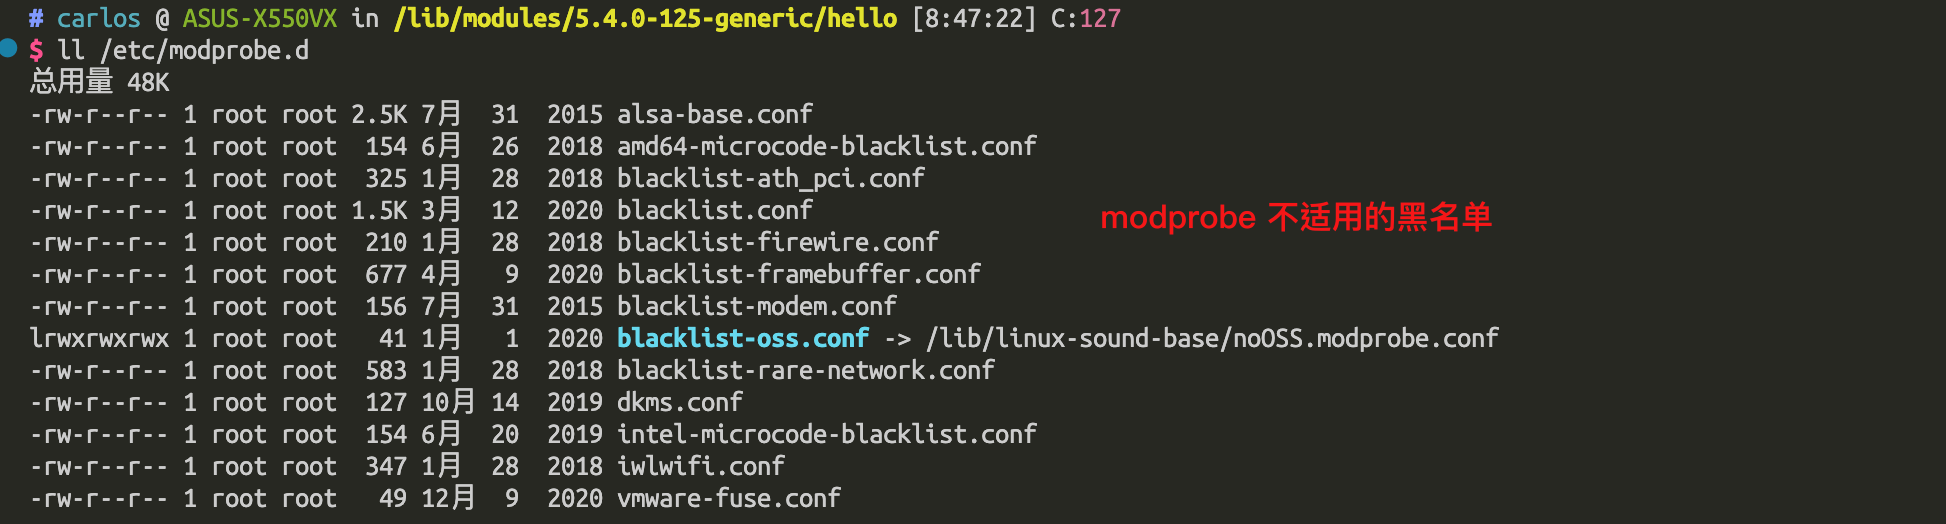 # carlos @ ASUS-X550VX in /lib/modules/5.4.0-125-generic/hello [8:47:22] C:127
$ ll /etc/modprobe.d
总用量 48K
-rw-r--r-- 1 root root 2.5K 7月  31  2015 alsa-base.conf
-rw-r--r-- 1 root root  154 6月  26  2018 amd64-microcode-blacklist.conf
-rw-r--r-- 1 root root  325 1月  28  2018 blacklist-ath_pci.conf
-rw-r--r-- 1 root root 1.5K 3月  12  2020 blacklist.conf
modprobe 不适用的黑名单
-rw-r--r-- 1 root root  210 1月  28  2018 blacklist-firewire.conf
-rw-r--r-- 1 root root  677 4月   9  2020 blacklist-framebuffer.conf
-rw-r--r-- 1 root root  156 7月  31  2015 blacklist-modem.conf
lrwxrwxrwx 1 root root   41 1月   1  2020 blacklist-oss.conf -> /lib/linux-sound-base/noOSS.modprobe.conf
-rw-r--r-- 1 root root  583 1月  28  2018 blacklist-rare-network.conf
-rw-r--r-- 1 root root  127 10月 14  2019 dkms.conf
-rw-r--r-- 1 root root  154 6月  20  2019 intel-microcode-blacklist.conf
-rw-r--r-- 1 root root  347 1月  28  2018 iwlwifi.conf
-rw-r--r-- 1 root root   49 12月  9  2020 vmware-fuse.conf